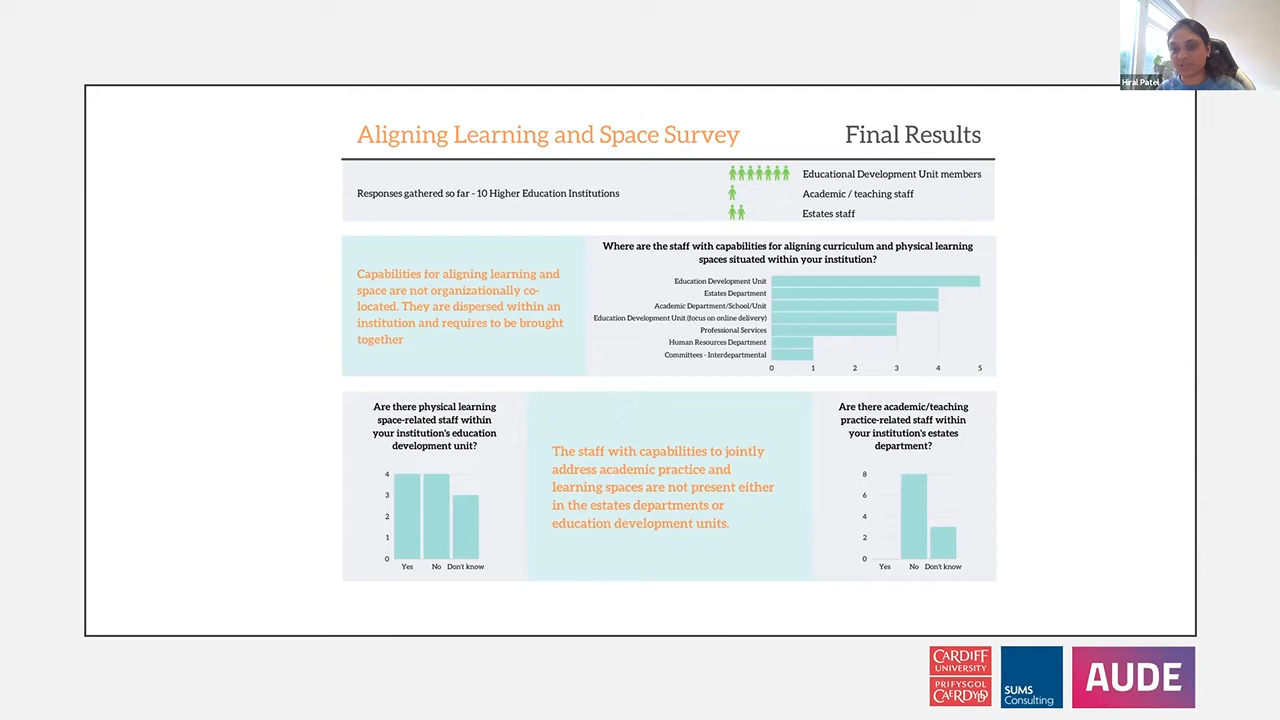 Hiral Patel
Aligning Learning and Space Survey
Final Results
Responses gathered so far - 10 Higher Education Institutions
Educational Development Unit members
Academic / teaching staff
Estates staff
Capabilities for aligning learning and
space are not organizationally co-
located. They are dispersed within an
institution and requires to be brought
together
Where are the staff with capabilities for aligning curriculum and physical learning
spaces situated within your institution?
Education Development Unit
Estates Department
Academic Department/School/Unit
Education Development Unit (focus on online delivery)
Professional Services
Human Resources Department
Committees - Interdepartmental
0 1 2 3 4 5
Are there physical learning
space-related staff within
your institution's education
development unit?
4
3
2
1
0
Yes No Don't know
The staff with capabilities to jointly
address academic practice and
learning spaces are not present either
in the estates departments or
education development units.
Are there academic/teaching
practice-related staff within
your institution's estates
department?
8
6
4
2
0
Yes No Don't know
CARDIFF
UNIVERSITY
PRIFYSGOL
CAERDYDD
SUMS
Consulting
AUDE